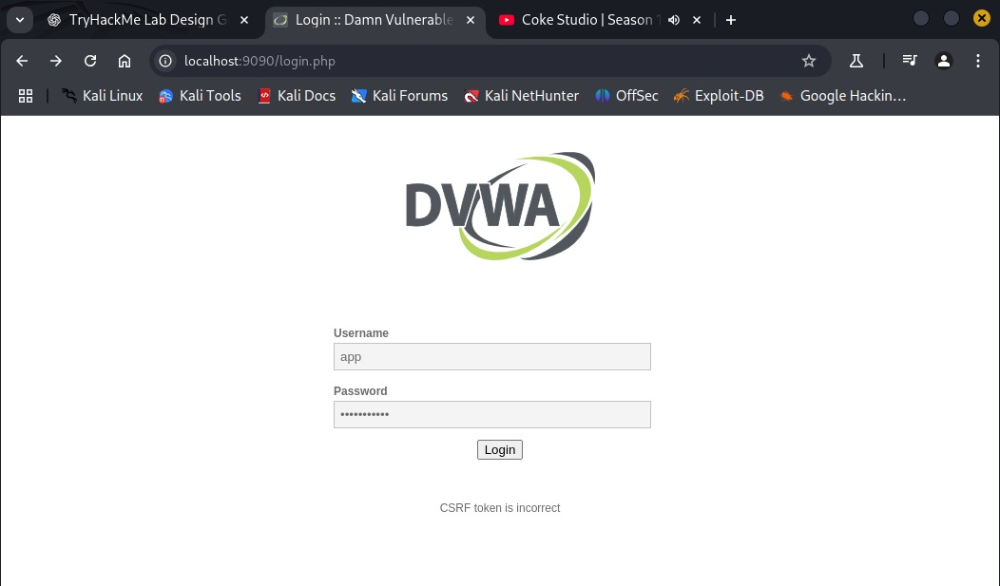 TryHackMe Lab Design G
Login :: Damn Vulnerable
Coke Studio | Season 1
localhost:9090/login.php
Kali Linux
Kali Tools
Kali Docs
Kali Forums
Kali NetHunter
OffSec
Exploit-DB
Google Hackin…
DVWA
Username
app
Password
•••••••••••
Login
CSRF token is incorrect